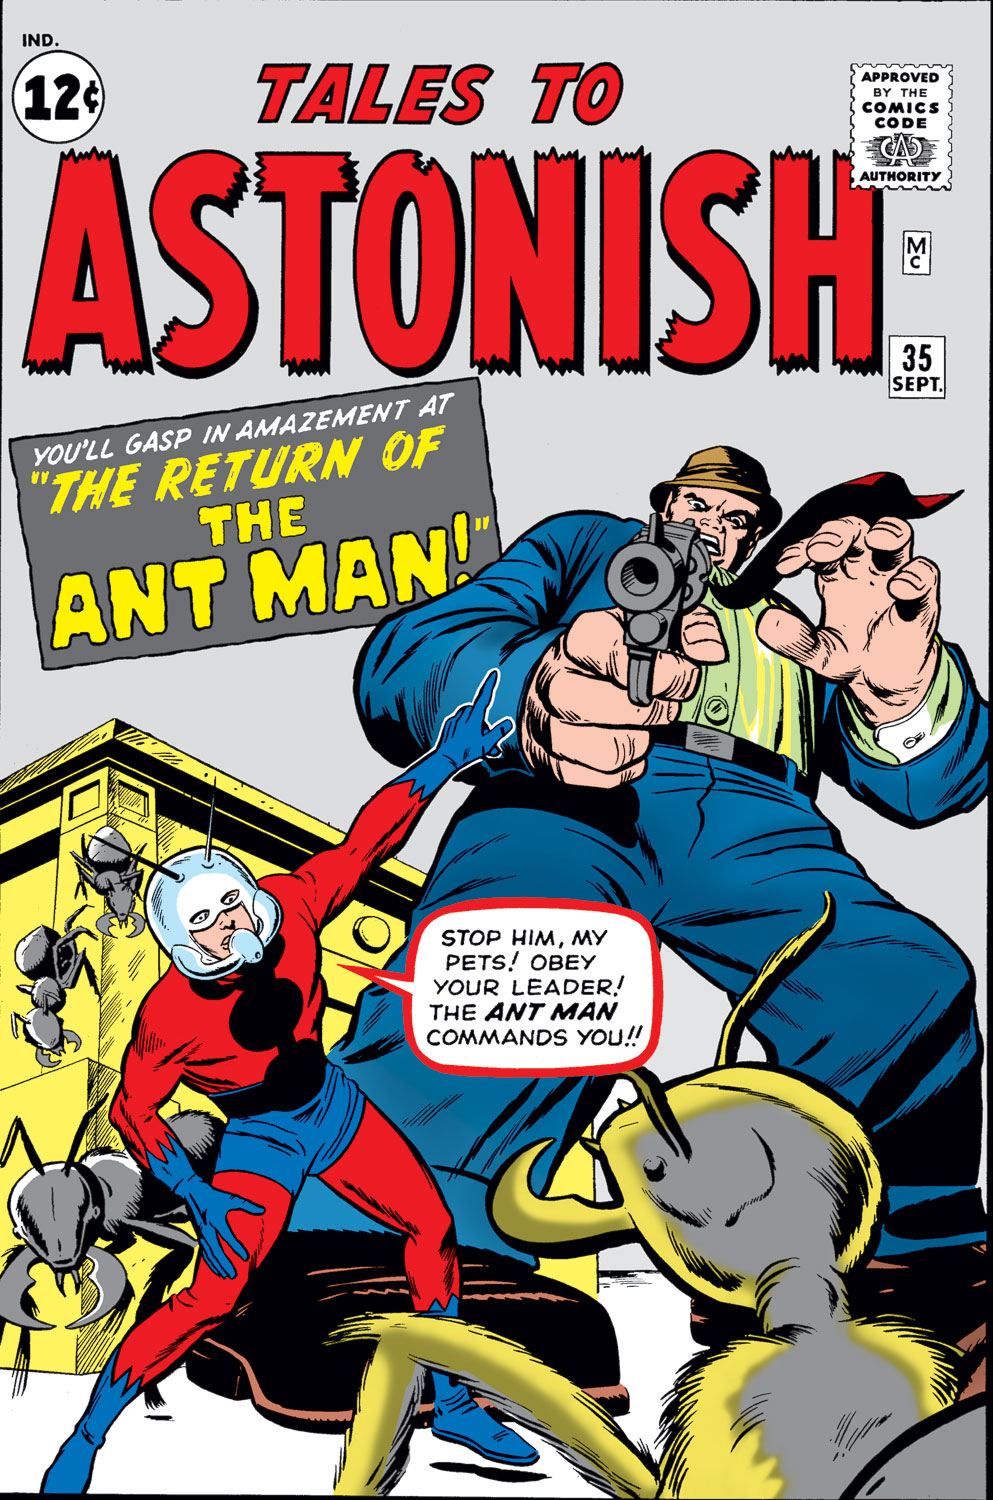 IND.
12¢
TALES TO
ASTONISH
APPROVED
BY THE
COMICS
CODE
CA
AUTHORITY
M
C
35
SEPT.
YOU'LL GASP IN AMAZEMENT AT
"THE RETURN OF
THE
ANT MAN!"
STOP HIM, MY
PETS! OBEY
YOUR LEADER!
THE ANT MAN
COMMANDS YOU!!